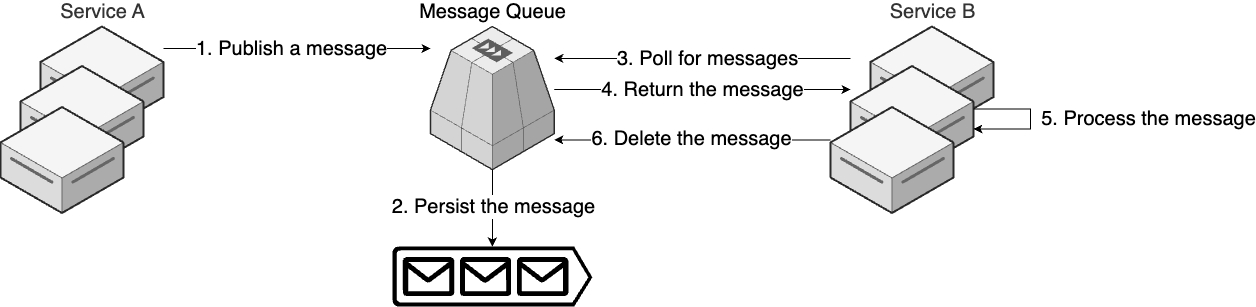 Service A
Message Queue
Service B
1. Publish a message
3. Poll for messages
4. Return the message
5. Process the message
6. Delete the message
2. Persist the message